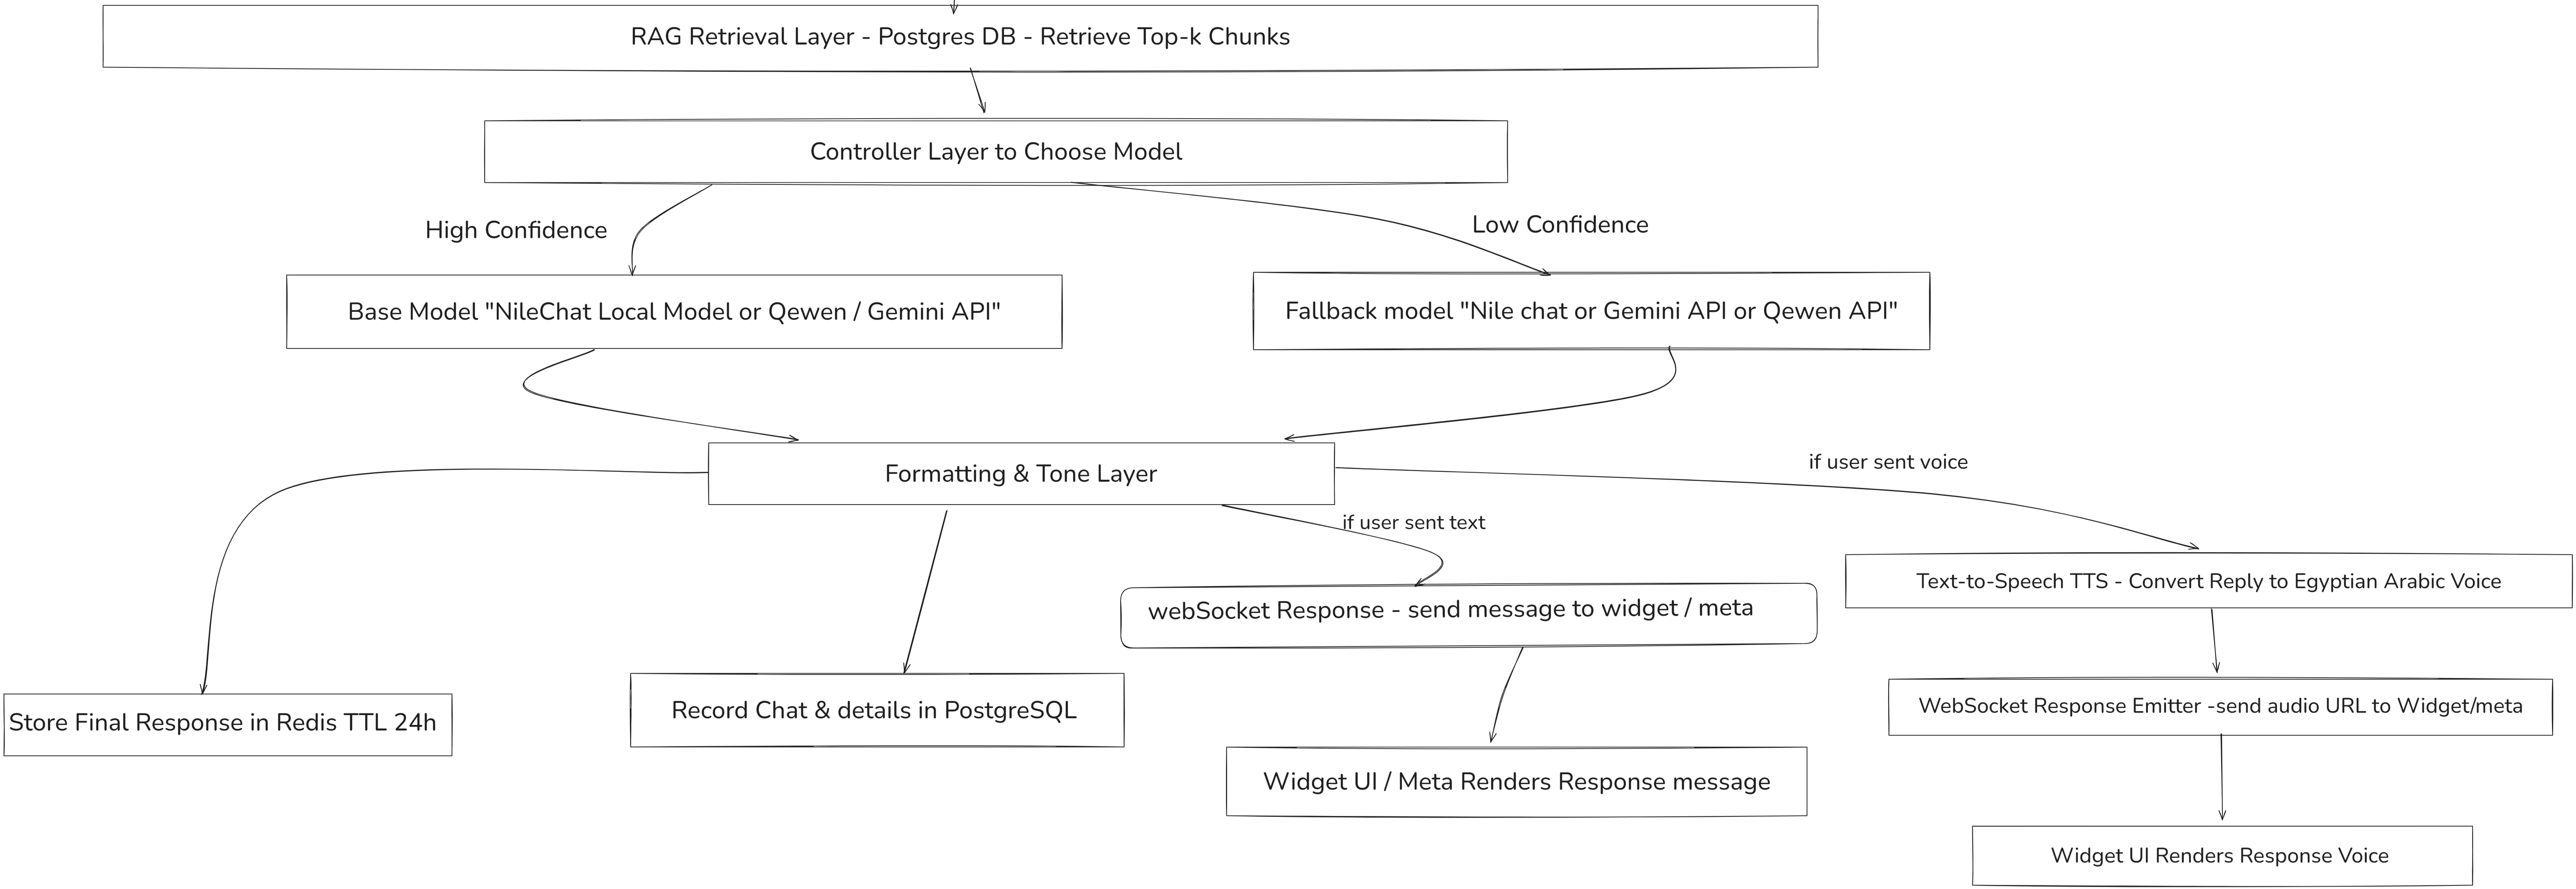 RAG Retrieval Layer - Postgres DB - Retrieve Top-k Chunks
Controller Layer to Choose Model
High Confidence
Low Confidence
Base Model "NileChat Local Model or Qewen / Gemini API"
Fallback model "Nile chat or Gemini API or Qewen API"
Formatting & Tone Layer
if user sent voice
if user sent text
Text-to-Speech TTS - Convert Reply to Egyptian Arabic Voice
webSocket Response - send message to widget / meta
Store Final Response in Redis TTL 24h
Record Chat & details in PostgreSQL
WebSocket Response Emitter -send audio URL to Widget/meta
Widget UI / Meta Renders Response message
Widget UI Renders Response Voice